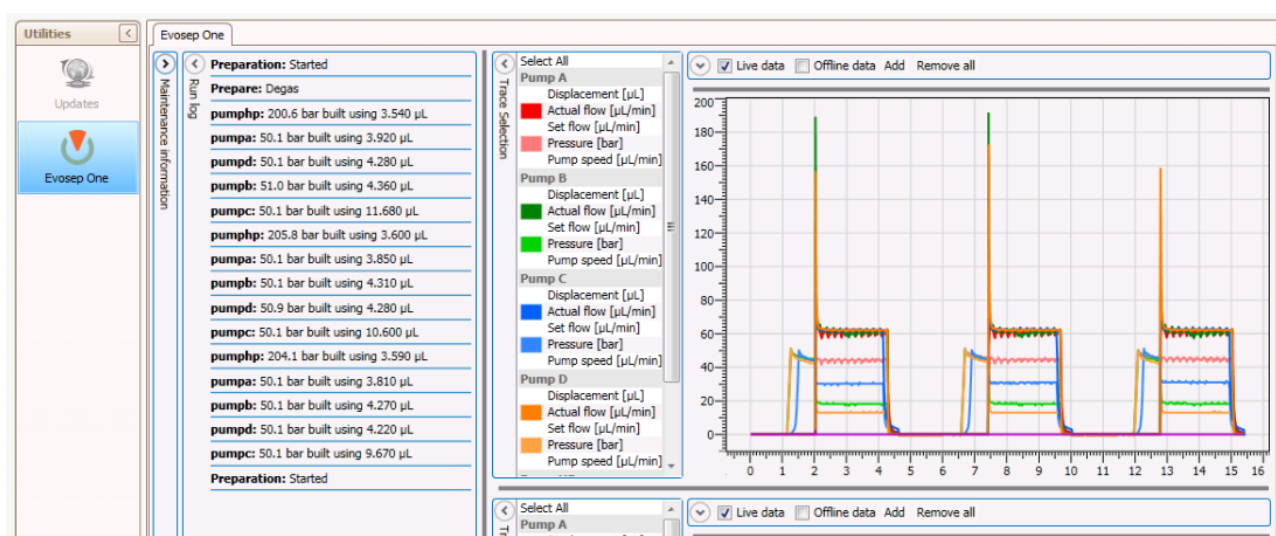 Utilities
Updates
Evosep One
Evosep One
Maintenance information
Run log
Preparation: Started
Prepare: Degas
pumphp: 200.6 bar built using 3.540 µL
pumpa: 50.1 bar built using 3.920 µL
pumpd: 50.1 bar built using 4.280 µL
pumpb: 51.0 bar built using 4.360 µL
pumpc: 50.1 bar built using 11.680 µL
pumphp: 205.8 bar built using 3.600 µL
pumpa: 50.1 bar built using 3.850 µL
pumpb: 50.1 bar built using 4.310 µL
pumpd: 50.9 bar built using 4.280 µL
pumpc: 50.1 bar built using 10.600 µL
pumphp: 204.1 bar built using 3.590 µL
pumpa: 50.1 bar built using 3.810 µL
pumpb: 50.1 bar built using 4.270 µL
pumpd: 50.1 bar built using 4.220 µL
pumpc: 50.1 bar built using 9.670 µL
Preparation: Started
Trace Selection
Select All
Pump A
Displacement [µL]
Actual flow [µL/min]
Set flow [µL/min]
Pressure [bar]
Pump speed [µL/min]
Pump B
Displacement [µL]
Actual flow [µL/min]
Set flow [µL/min]
Pressure [bar]
Pump speed [µL/min]
Pump C
Displacement [µL]
Actual flow [µL/min]
Set flow [µL/min]
Pressure [bar]
Pump speed [µL/min]
Pump D
Displacement [µL]
Actual flow [µL/min]
Set flow [µL/min]
Pressure [bar]
Pump speed [µL/min]
Live data Offline data Add Remove all
200
180
160
140
120
100
80
60
40
20
0
0 1 2 3 4 5 6 7 8 9 10 11 12 13 14 15 16
Select All
Pump A
Live data Offline data Add Remove all